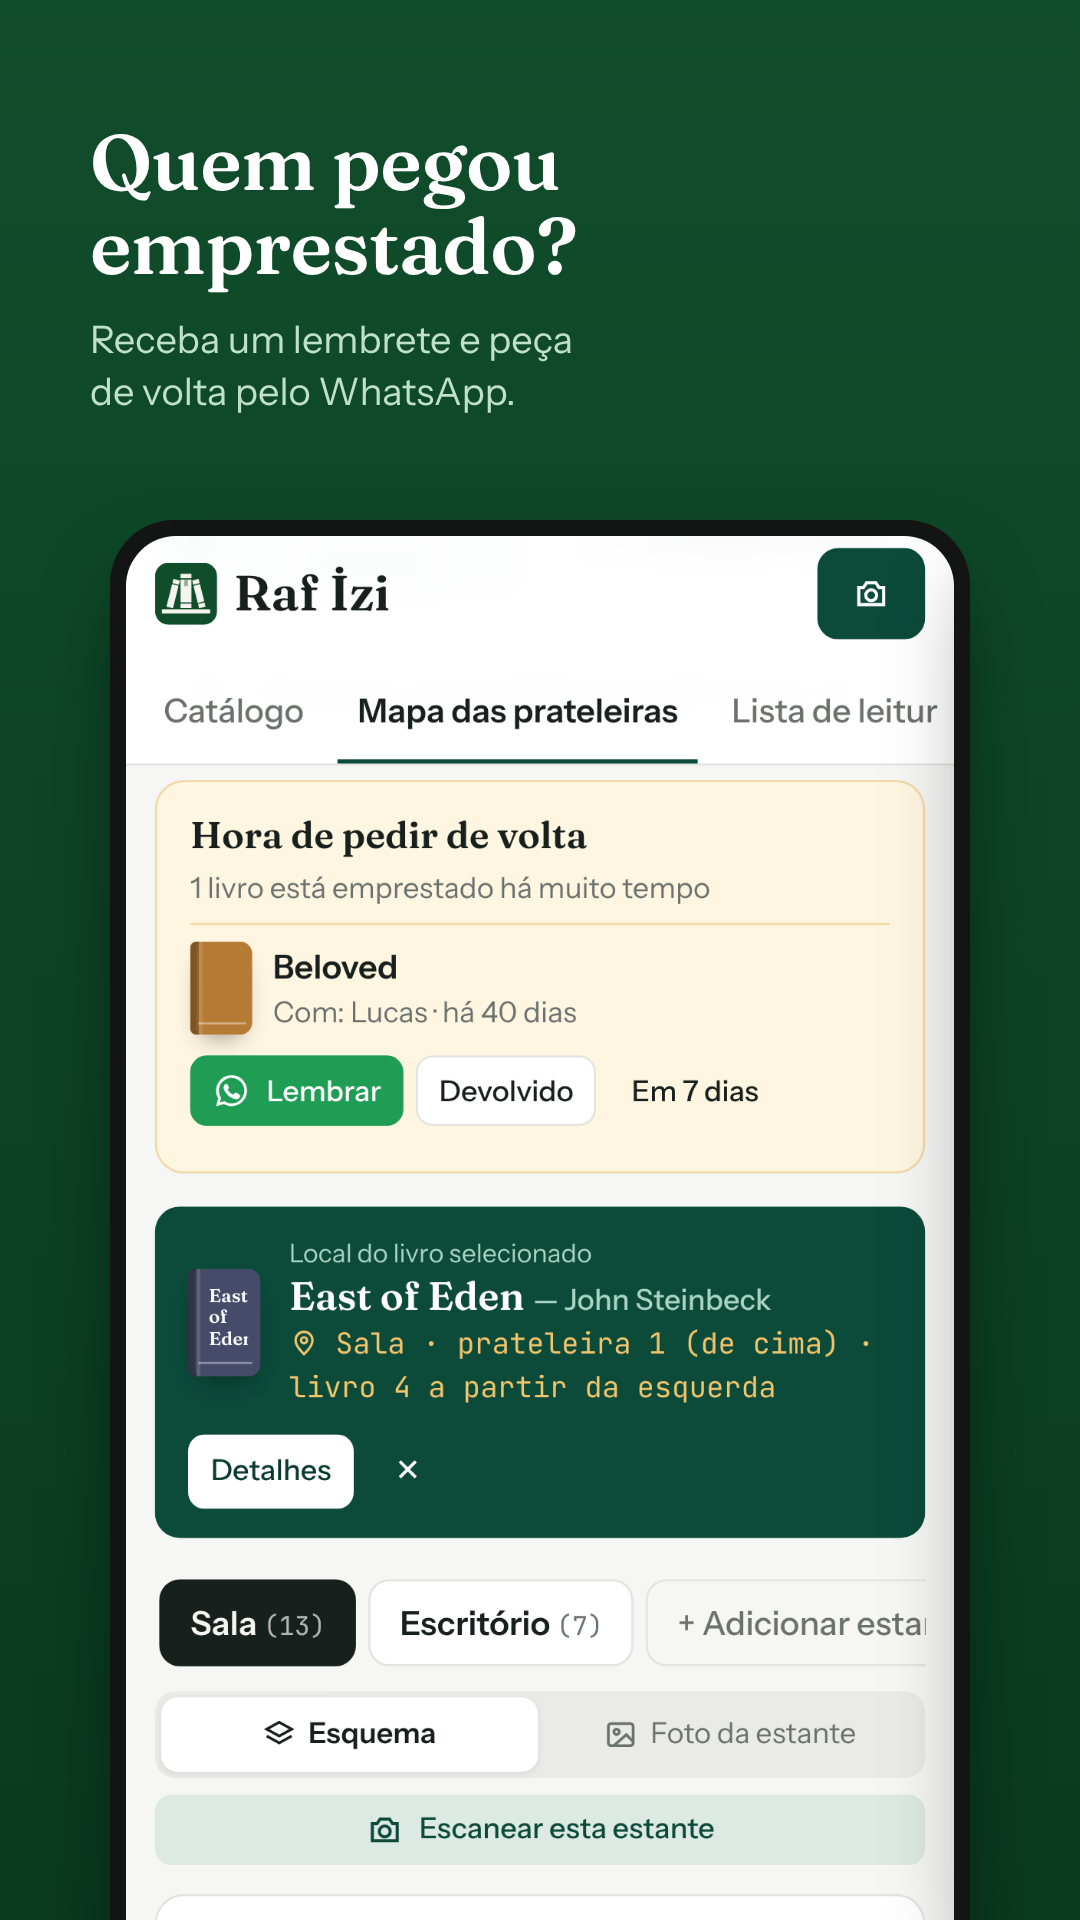 Quem pegou
emprestado?
Receba um lembrete e peça
de volta pelo WhatsApp.
Raf İzi
Catálogo Mapa das prateleiras Lista de leitur
Hora de pedir de volta
1 livro está emprestado há muito tempo
Beloved
Com: Lucas · há 40 dias
Lembrar Devolvido Em 7 dias
Local do livro selecionado
East of Eden — John Steinbeck
East
of
Eder
Sala · prateleira 1 (de cima) ·
livro 4 a partir da esquerda
Detalhes ×
Sala (13) Escritório (7) + Adicionar estan
Esquema Foto da estante
Escanear esta estante